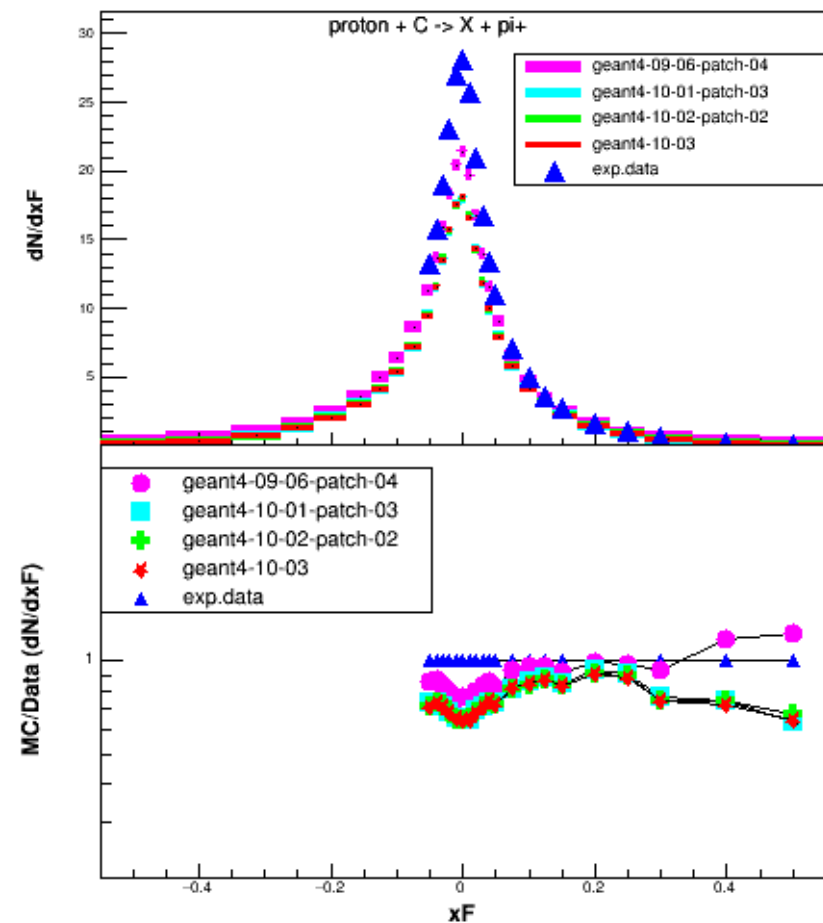 proton + C -> X + pi+
30
25
20
15
10
5
dN/dxF
geant4-09-06-patch-04
geant4-10-01-patch-03
geant4-10-02-patch-02
geant4-10-03
exp.data
MC/Data (dN/dxF)
1
geant4-09-06-patch-04
geant4-10-01-patch-03
geant4-10-02-patch-02
geant4-10-03
exp.data
−0.4 −0.2 0 0.2 0.4
xF